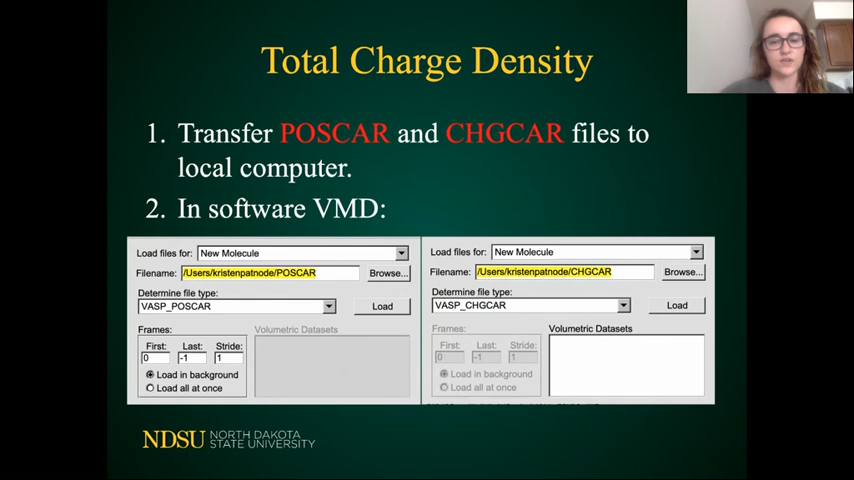 Total Charge Density
1. Transfer POSCAR and CHGCAR files to
local computer.
2. In software VMD:
Load files for: New Molecule
Filename: /Users/kristenpatnode/POSCAR Browse...
Determine file type:
VASP_POSCAR Load
Frames: Volumetric Datasets
First: Last: Stride:
0 -1 1
Load in background
Load all at once
Load files for: New Molecule
Filename: /Users/kristenpatnode/CHGCAR Browse...
Determine file type:
VASP_CHGCAR Load
Frames: Volumetric Datasets
First: Last: Stride:
0 -1 1
Load in background
Load all at once
NDSU NORTH DAKOTA
STATE UNIVERSITY